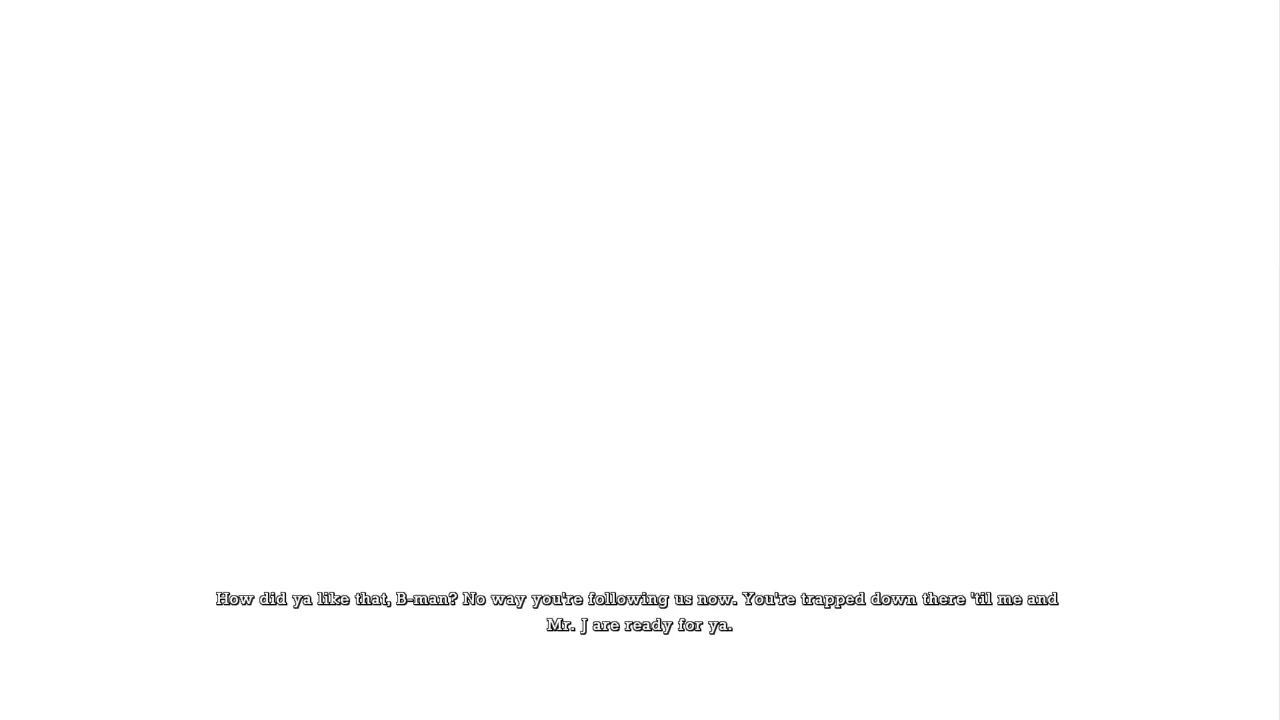 How did ya like that, B-man? No way you're following us now. You're trapped down there 'til me and
Mr. J are ready for ya.